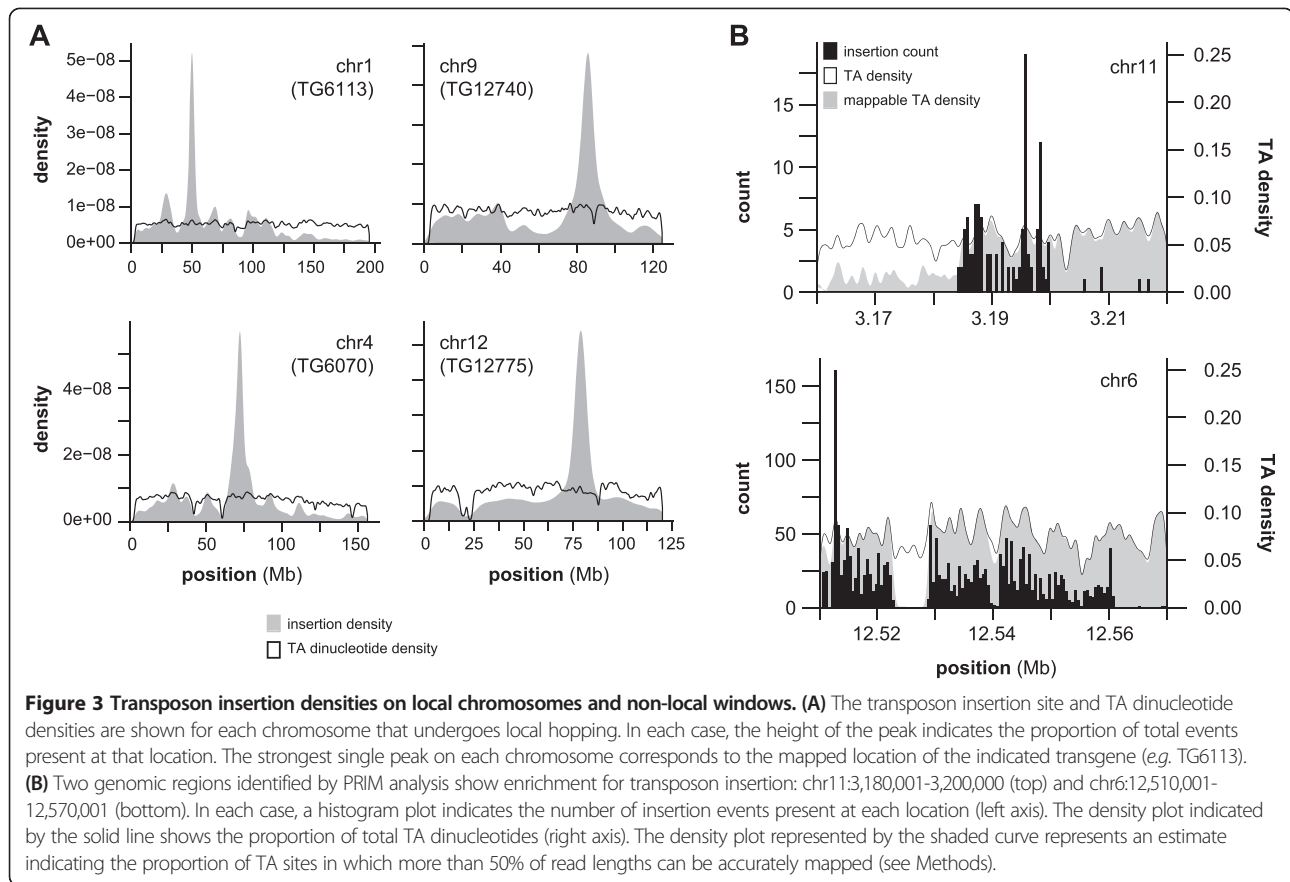 A
density
5e−08
4e−08
3e−08
2e−08
1e−08
0e+00
chr1
(TG6113)
0 50 100 150 200
chr9
(TG12740)
0 40 80 120
density
4e−08
2e−08
0e+00
chr4
(TG6070)
0 50 100 150
position (Mb)
chr12
(TG12775)
0 25 50 75 100 125
position (Mb)
insertion density
TA dinucleotide density
B
insertion count
TA density
mappable TA density
chr11
count
15
10
5
0
0.25
0.20
0.15
0.10
0.05
0.00
TA density
3.17 3.19 3.21
chr6
count
150
100
50
0
0.25
0.20
0.15
0.10
0.05
0.00
TA density
12.52 12.54 12.56
position (Mb)
Figure 3 Transposon insertion densities on local chromosomes and non-local windows. (A) The transposon insertion site and TA dinucleotide
densities are shown for each chromosome that undergoes local hopping. In each case, the height of the peak indicates the proportion of total events
present at that location. The strongest single peak on each chromosome corresponds to the mapped location of the indicated transgene (e.g. TG6113).
(B) Two genomic regions identified by PRIM analysis show enrichment for transposon insertion: chr11:3,180,001-3,200,000 (top) and chr6:12,510,001-
12,570,001 (bottom). In each case, a histogram plot indicates the number of insertion events present at each location (left axis). The density plot indicated
by the solid line shows the proportion of total TA dinucleotides (right axis). The density plot represented by the shaded curve represents an estimate
indicating the proportion of TA sites in which more than 50% of read lengths can be accurately mapped (see Methods).